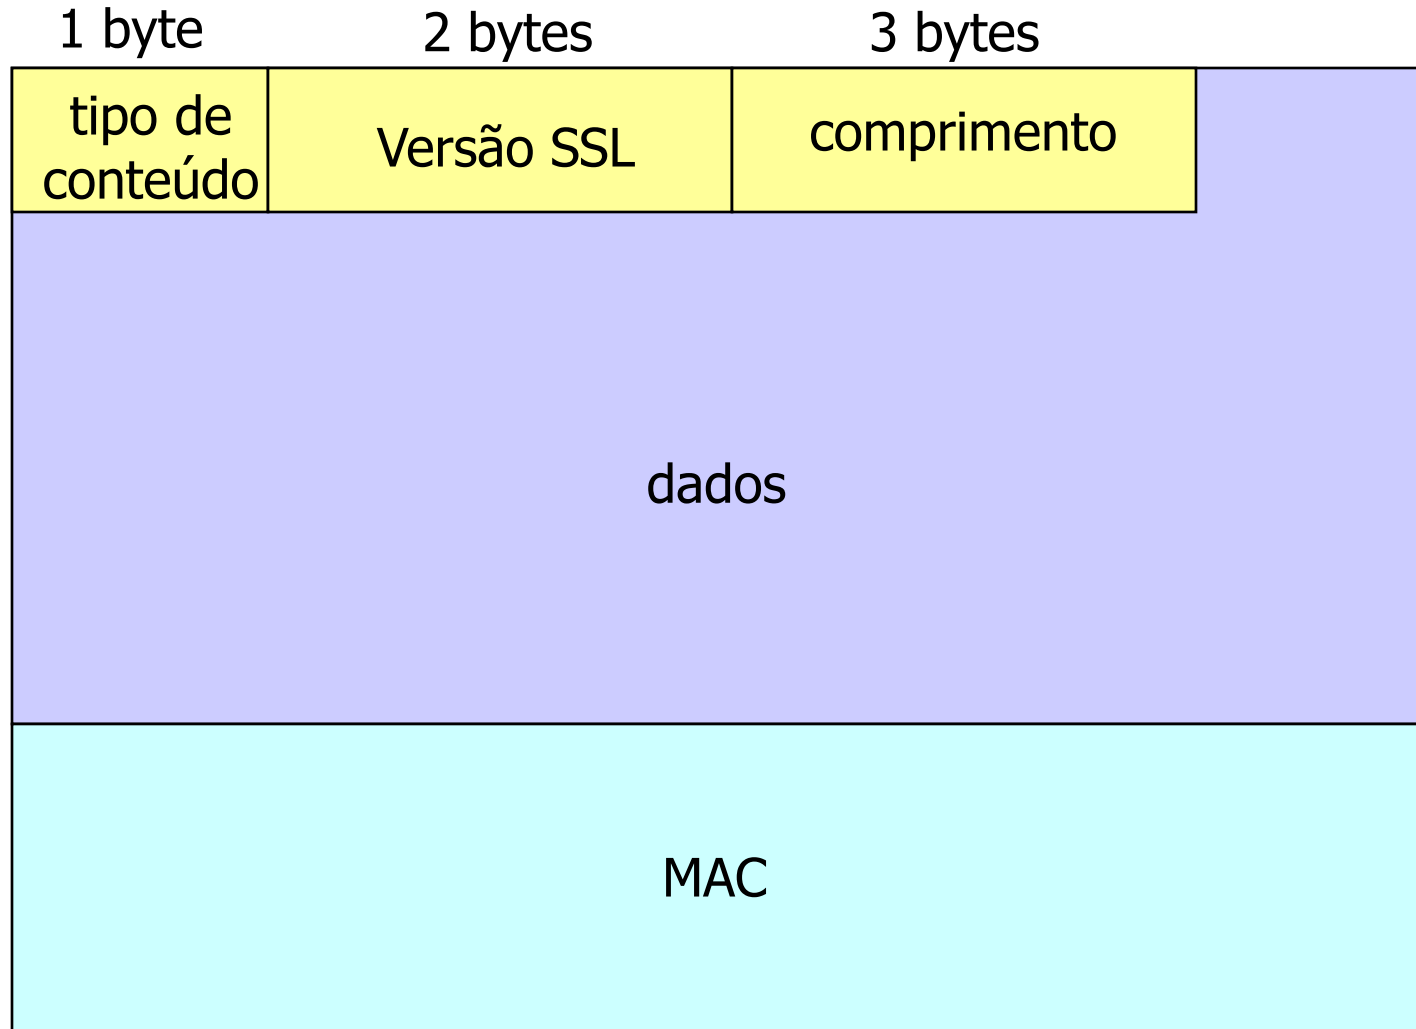 1 byte
2 bytes
3 bytes
tipo de
conteúdo
Versão SSL
comprimento
dados
MAC